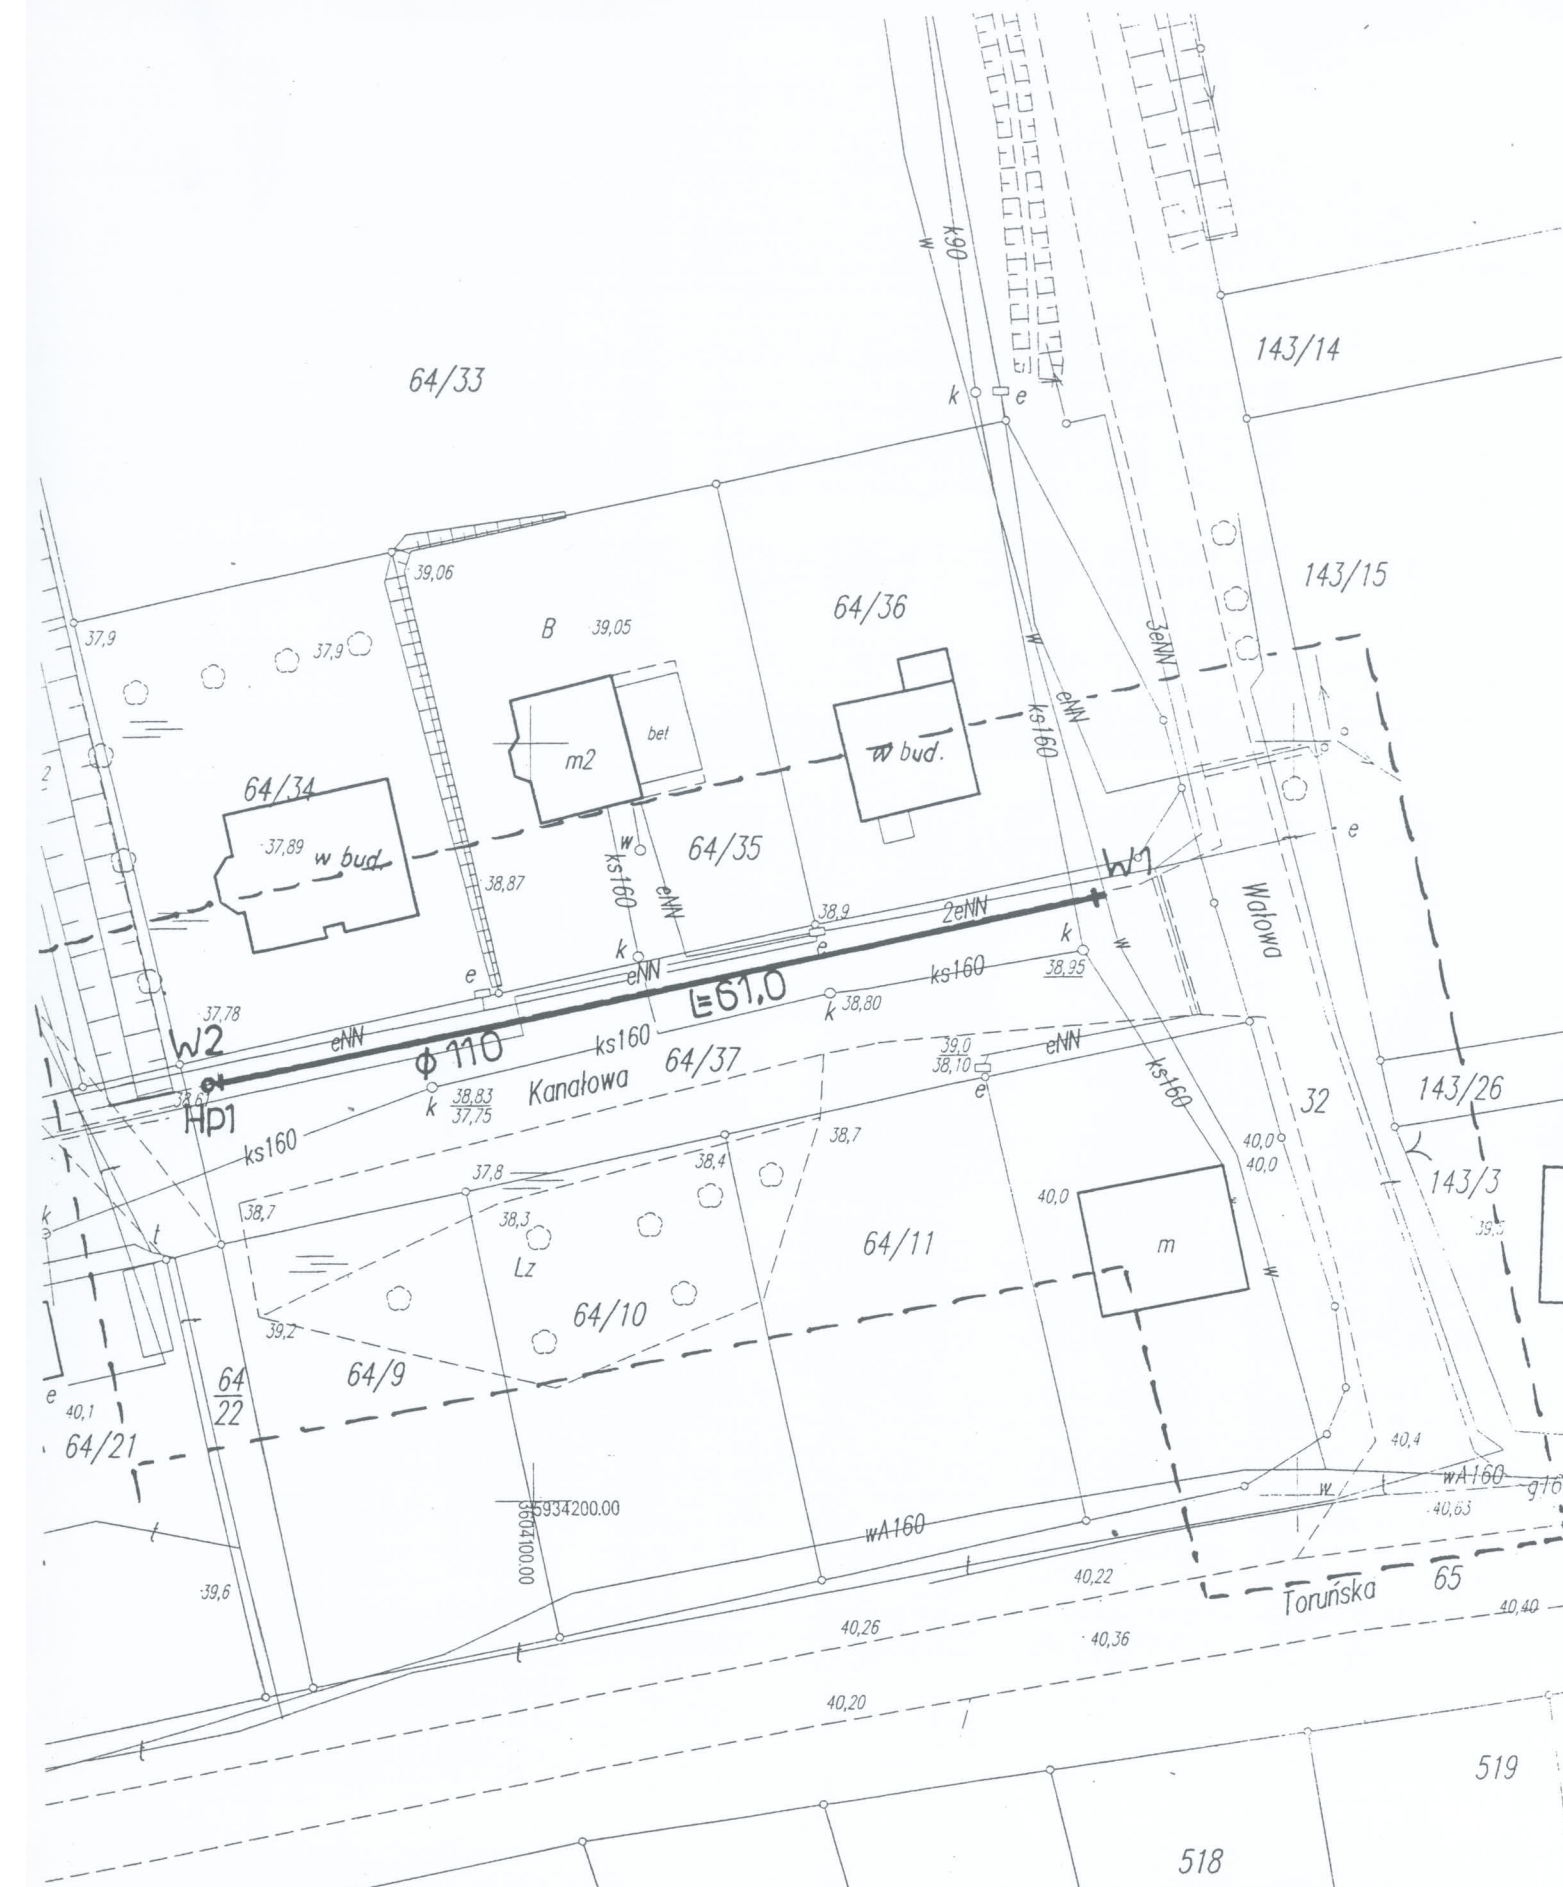 w
k90
143/14
64/33
k
e
39,06
64/36
143/15
B
39,05
37,9
37,9
3eNN
w
eNN
ks160
bet
m2
w bud.
2
64/34
37,89
w bud.
w
64/35
e
ks160
38,87
eNN
W1
Wałowa
38,9
2eNN
k
e
k
w
e
eNN
38,95
ks160
L=61,0
k
38,80
37,78
W2
eNN
ϕ 110
ks160
64/37
39,0
38,10
eNN
ks160
Hp1
Kanałowa
k
38,83
37,75
e
32
143/26
ks160
38,7
40,0
40,0
38,4
37,8
143/3
k
38,7
38,3
40,0
t
64/11
m
w
Lz
64/10
39,2
64/9
64
22
e
40,1
64/21
40,4
wA160
w
t
g16
5934200.00
3604100.00
40,63
wA160
t
t
39,6
40,22
65
Toruńska
40,40
40,26
40,36
t
40,20
t
519
518